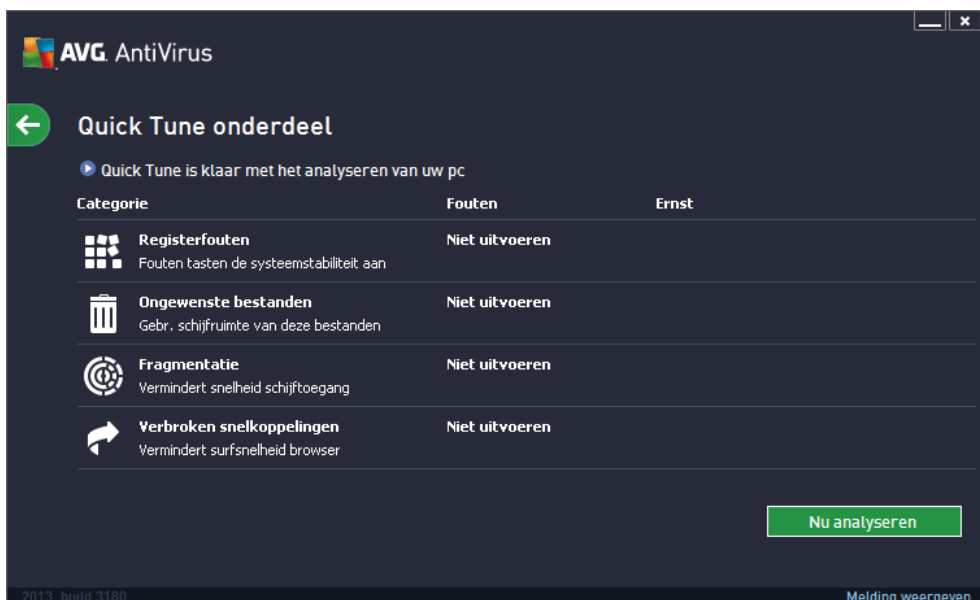 AVG. AntiVirus
Quick Tune onderdeel
Quick Tune is klaar met het analyseren van uw pc
Categorie Fouten Ernst
Registerfouten Niet uitvoeren
Fouten tasten de systeemstabiliteit aan
Ongewenste bestanden Niet uitvoeren
Gebr. schijfruimte van deze bestanden
Fragmentatie Niet uitvoeren
Vermindert snelheid schijftoegang
Verbroken snelkoppelingen Niet uitvoeren
Vermindert surfsnelheid browser
Nu analyseren
2013 build 3180 Melding weergeven